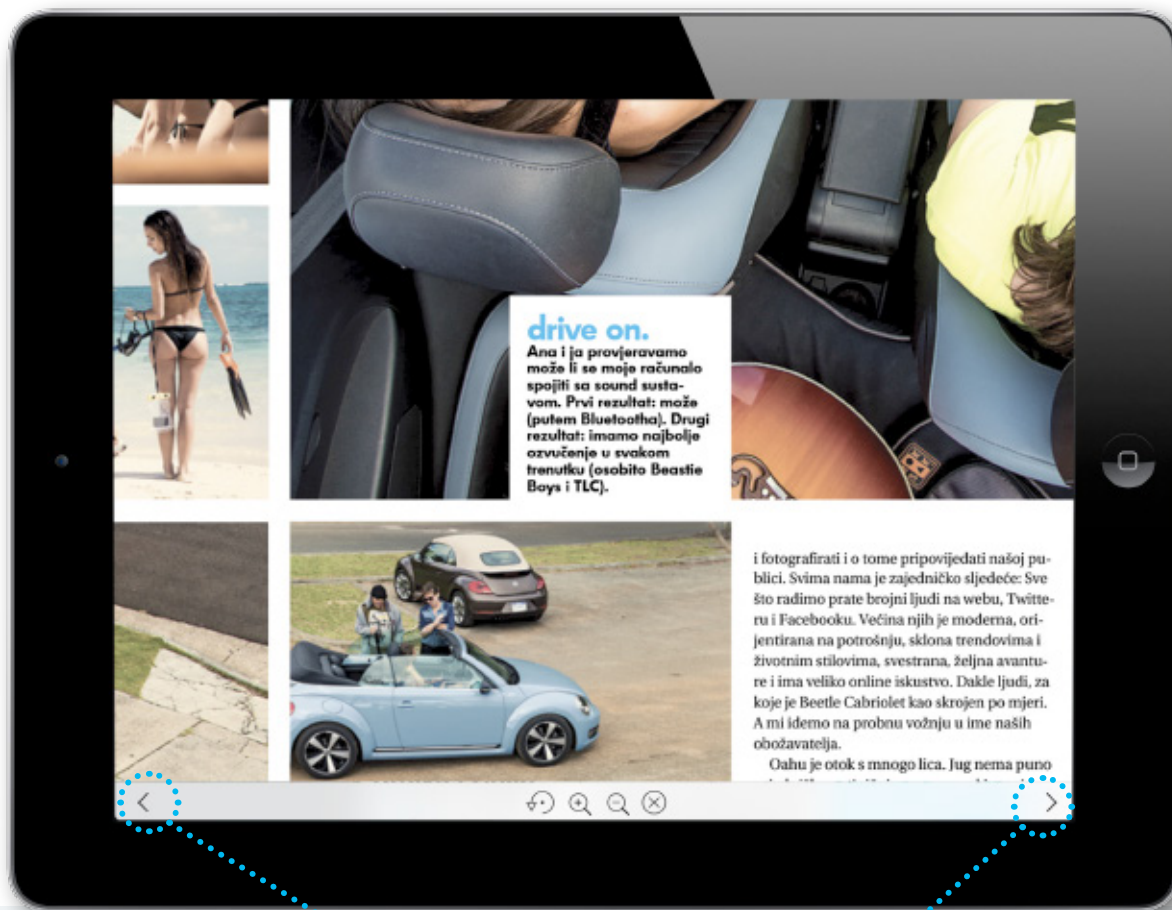 drive on.
Ana i ja provjeravamo
može li se moje računalo
spojiti sa sound susta-
vom. Prvi rezultat: može
(putem Bluetootha). Drugi
rezultat: imamo najbolje
ozvučenje u svakom
trenutku (osobito Beastie
Boys i TLC).
i fotografirati i o tome pripovijedati našoj pu-
blici. Svima nama je zajedničko sljedeće: Sve
što radimo prate brojni ljudi na webu, Twitte-
ru i Facebooku. Većina njih je moderna, ori-
jentirana na potrošnju, sklona trendovima i
životnim stilovima, svestrana, željna avantu-
re i ima veliko online iskustvo. Dakle ljudi, za
koje je Beetle Cabriolet kao skrojen po mjeri.
A mi idemo na probnu vožnju u ime naših
obožavatelja.
Oahu je otok s mnogo lica. Jug nema puno